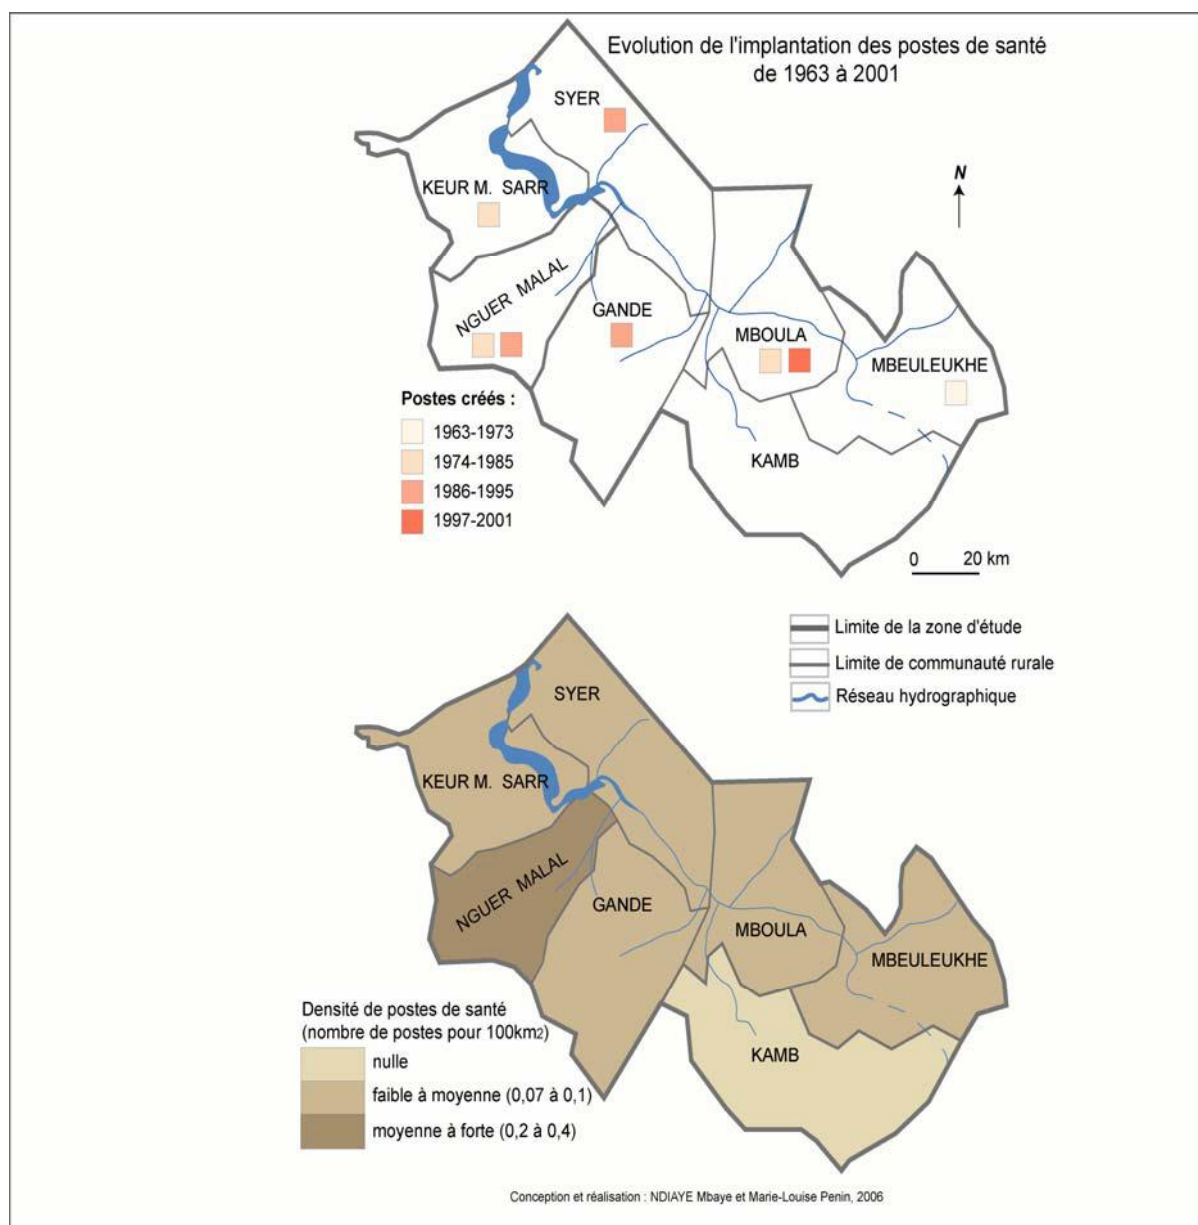 Evolution de l'implantation des postes de santé
de 1963 à 2001
SYER
N
KEUR M. SARR
NGUER MALAL
GANDE
MBOULA
MBEULEUKHE
KAMB
Postes créés :
1963-1973
1974-1985
1986-1995
1997-2001
0 20 km
Limite de la zone d'étude
Limite de communauté rurale
Réseau hydrographique
SYER
KEUR M. SARR
NGUER MALAL
GANDE
MBOULA
MBEULEUKHE
KAMB
Densité de postes de santé
(nombre de postes pour 100km2)
nulle
faible à moyenne (0,07 à 0,1)
moyenne à forte (0,2 à 0,4)
Conception et réalisation : NDIAYE Mbaye et Marie-Louise Penin, 2006